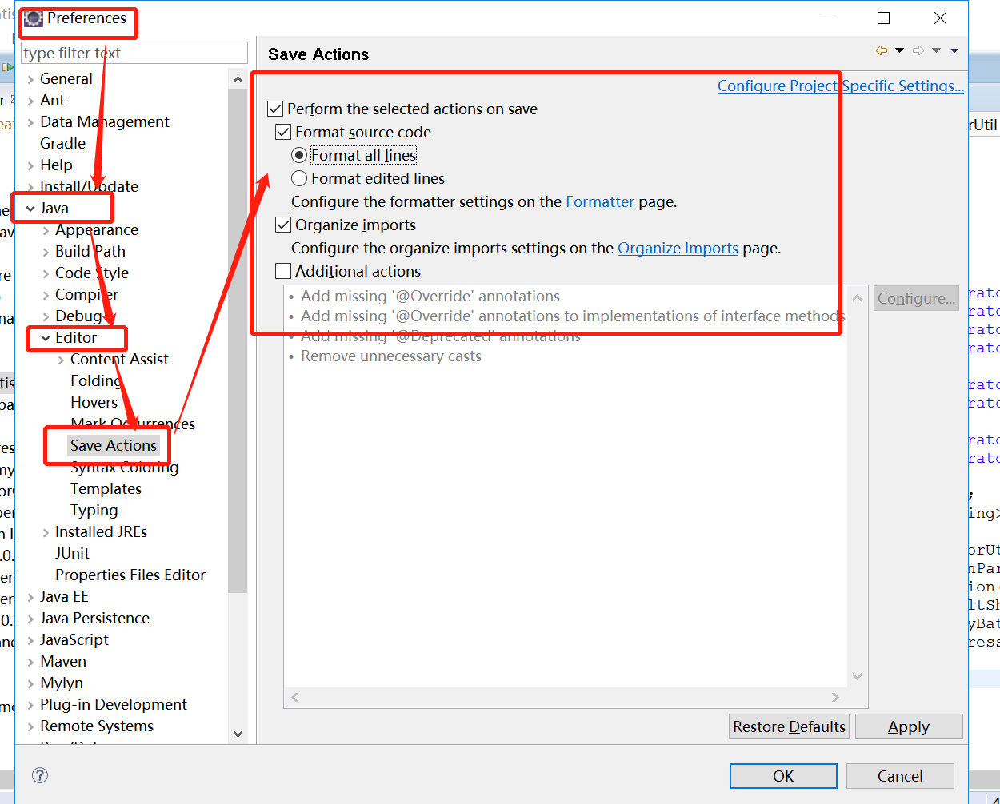 Preferences
type filter text
General
Ant
Data Management
Gradle
Help
Install/Update
Java
Appearance
Build Path
Code Style
Compiler
Debug
Editor
Content Assist
Folding
Hovers
Mark Occurrences
Save Actions
Syntax Coloring
Templates
Typing
Installed JREs
JUnit
Properties Files Editor
Java EE
Java Persistence
JavaScript
Maven
Mylyn
Plug-in Development
Remote Systems
Save Actions
Configure Project Specific Settings...
Perform the selected actions on save
Format source code
Format all lines
Format edited lines
Configure the formatter settings on the Formatter page.
Organize imports
Configure the organize imports settings on the Organize Imports page.
Additional actions
• Add missing '@Override' annotations
• Add missing '@Override' annotations to implementations of interface methods
• Add missing '@Deprecated' annotations
• Remove unnecessary casts
Configure...
Restore Defaults
Apply
OK
Cancel
rUtil